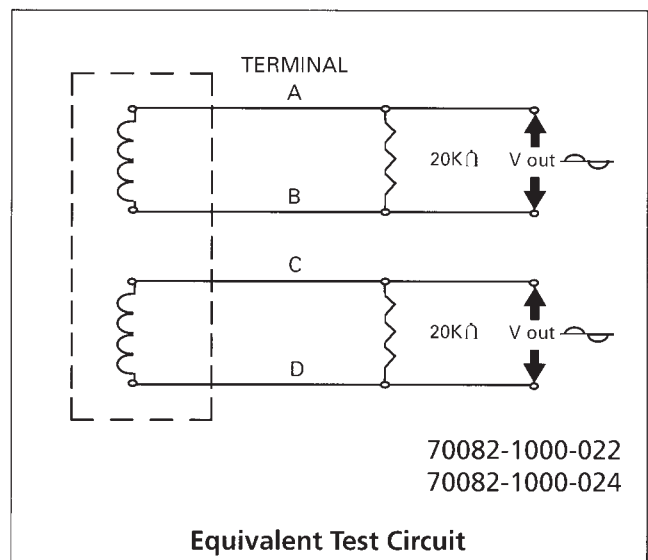 TERMINAL
A
20KΩ V out
B
C
20KΩ V out
D
70082-1000-022
70082-1000-024
Equivalent Test Circuit